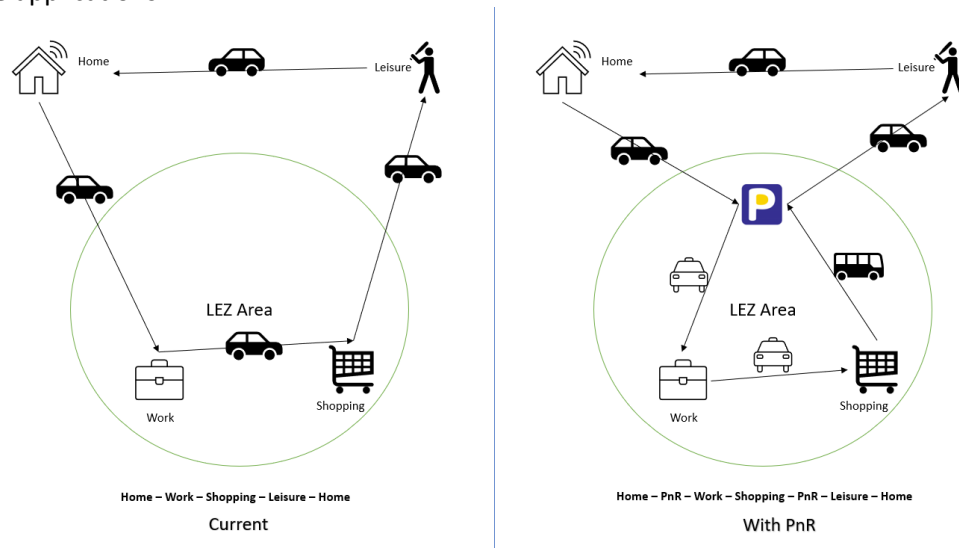 Home
Leisure
LEZ Area
Work
Shopping
Home – Work – Shopping – Leisure – Home
Current
Home
Leisure
P
LEZ Area
Work
Shopping
Home – PnR – Work – Shopping – PnR – Leisure – Home
With PnR